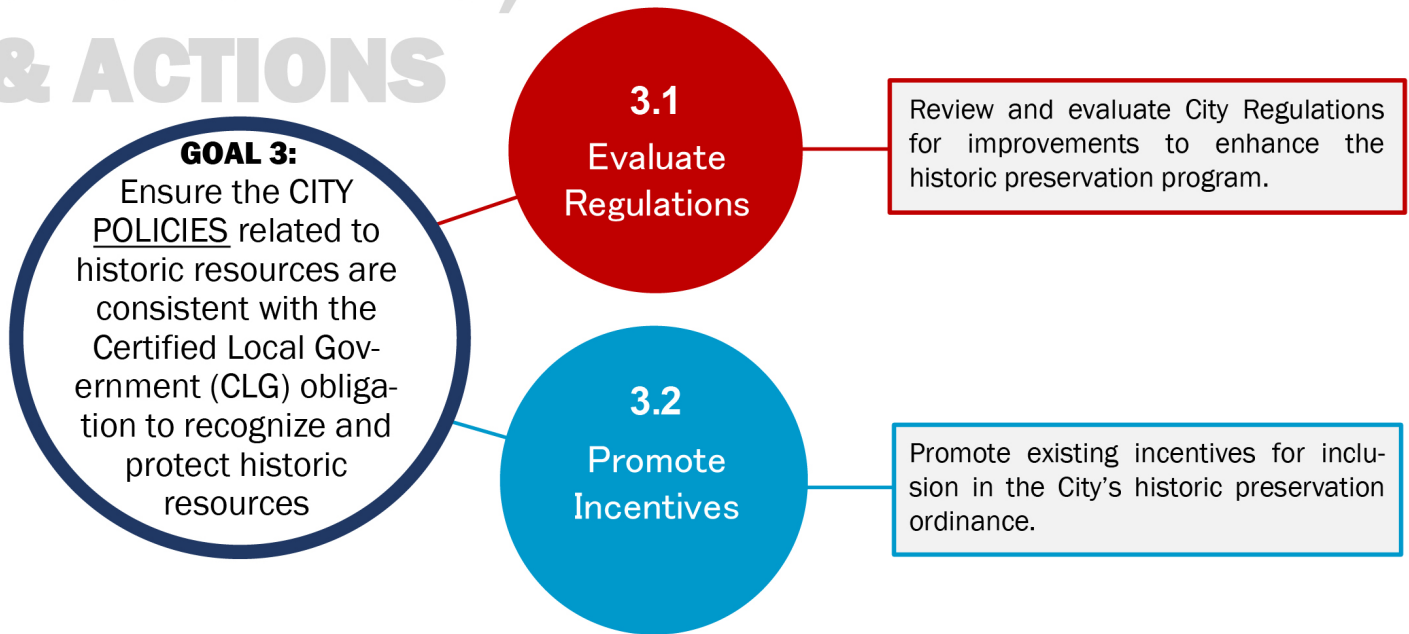 & ACTIONS
GOAL 3:
Ensure the CITY
POLICIES related to
historic resources are
consistent with the
Certified Local Gov-
ernment (CLG) obliga-
tion to recognize and
protect historic
resources
3.1
Evaluate
Regulations
Review and evaluate City Regulations
for improvements to enhance the
historic preservation program.
3.2
Promote
Incentives
Promote existing incentives for inclu-
sion in the City’s historic preservation
ordinance.